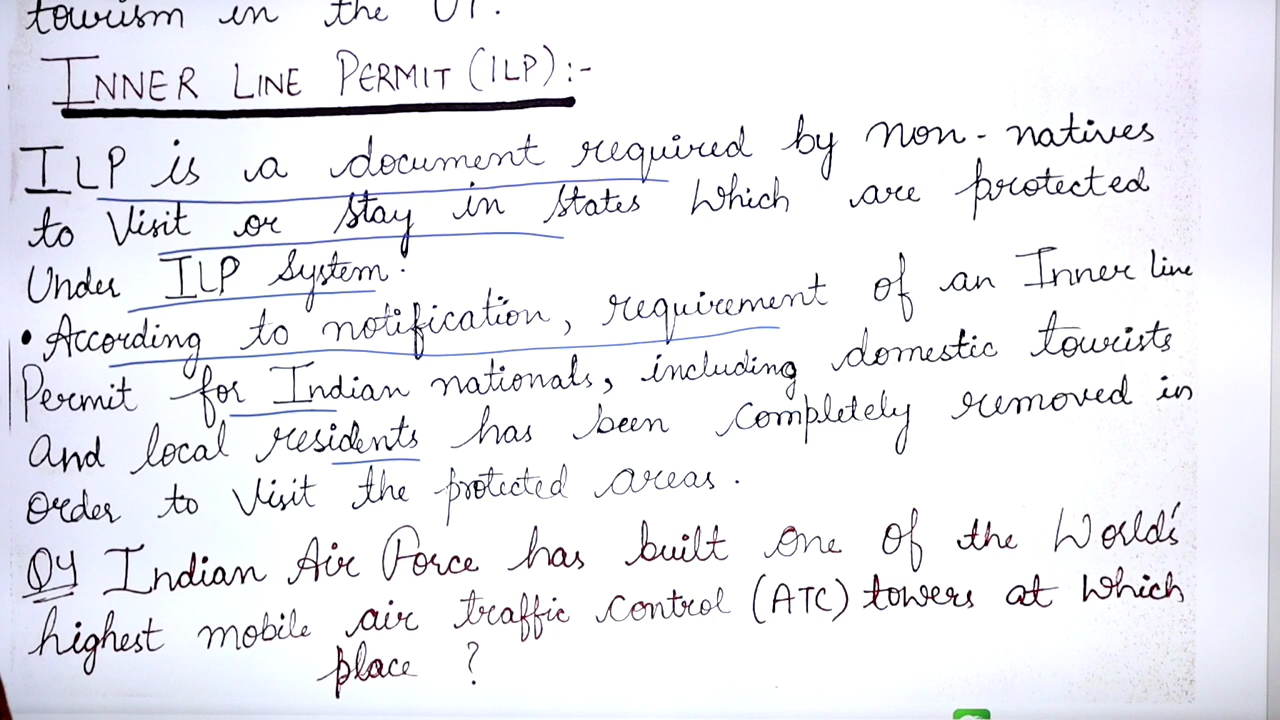 tourism in the UT.
INNER LINE PERMIT (ILP):-
ILP is a document required by non-natives
to Visit or stay in states which are protected
Under ILP System.
• According to notification, requirement of an Inner line
Permit for Indian nationals, including domestic tourists
And local residents has been completely removed in
order to visit the protected areas.
Q4 Indian Air Force has built one of the World's
highest mobile air traffic control (ATC) towers at which
place ?